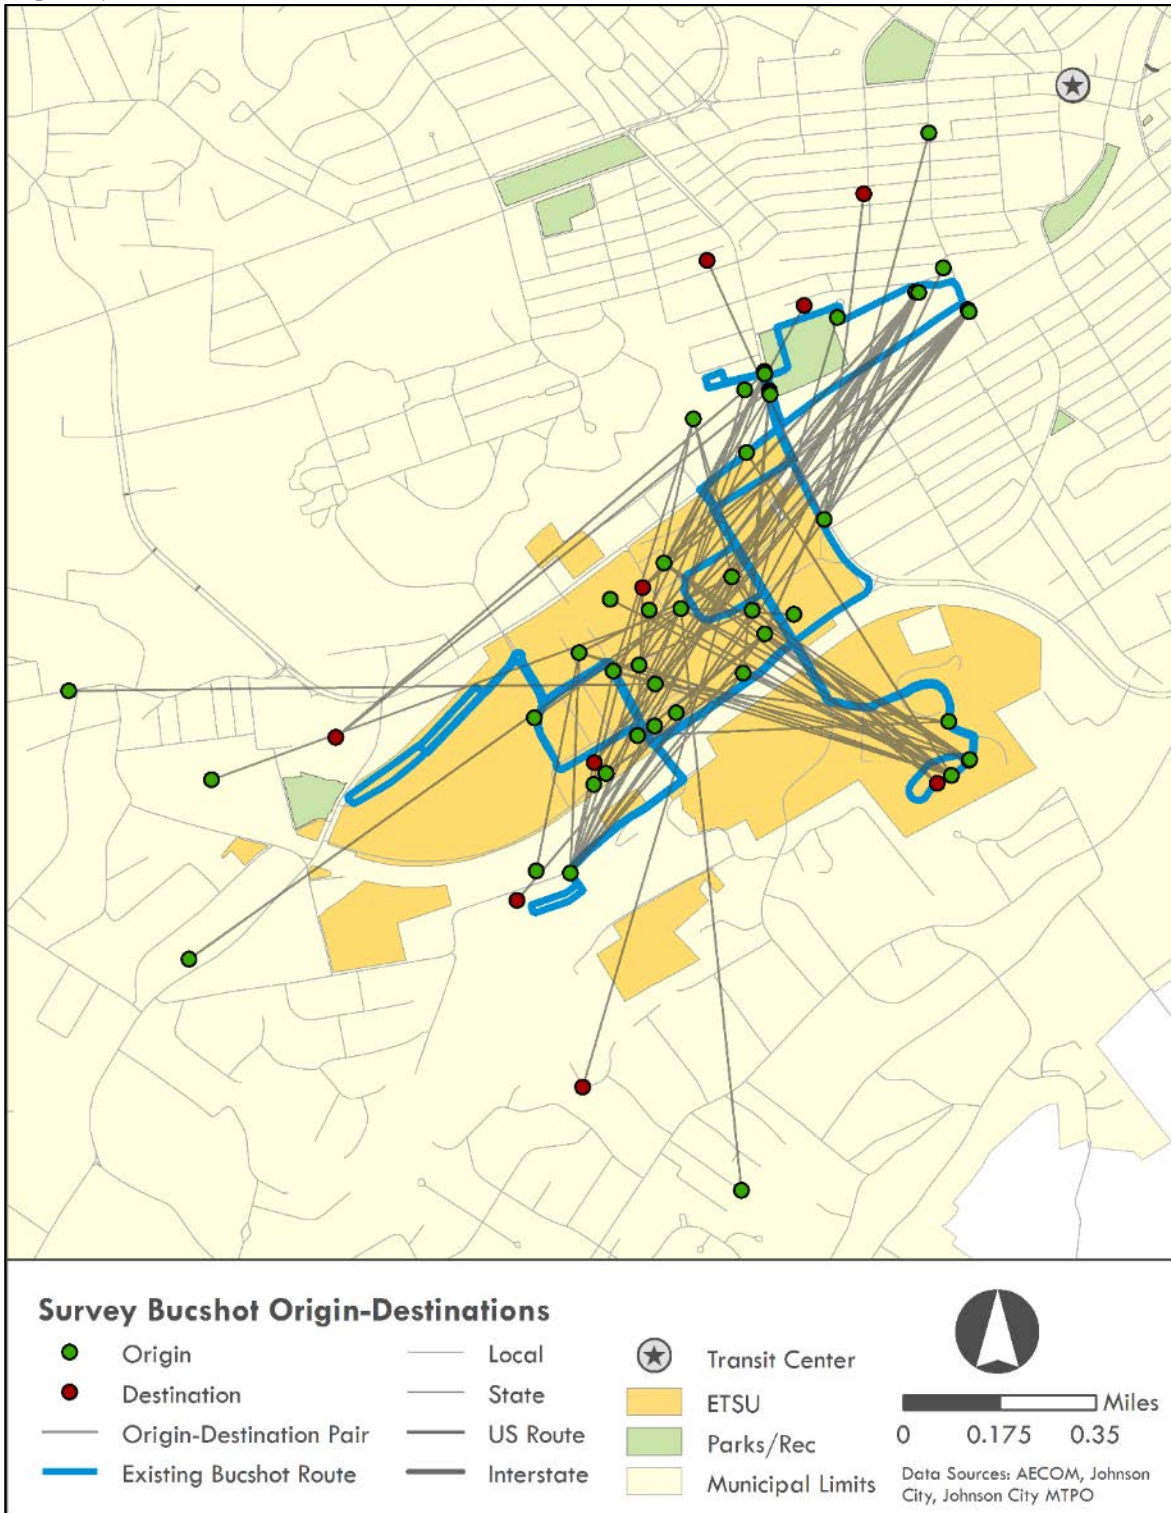 Survey Bucshot Origin-Destinations
Origin
Destination
Origin-Destination Pair
Existing Bucshot Route
Local
State
US Route
Interstate
Transit Center
ETSU
Parks/Rec
Municipal Limits
Miles
0 0.175 0.35
Data Sources: AECOM, Johnson
City, Johnson City MTPO